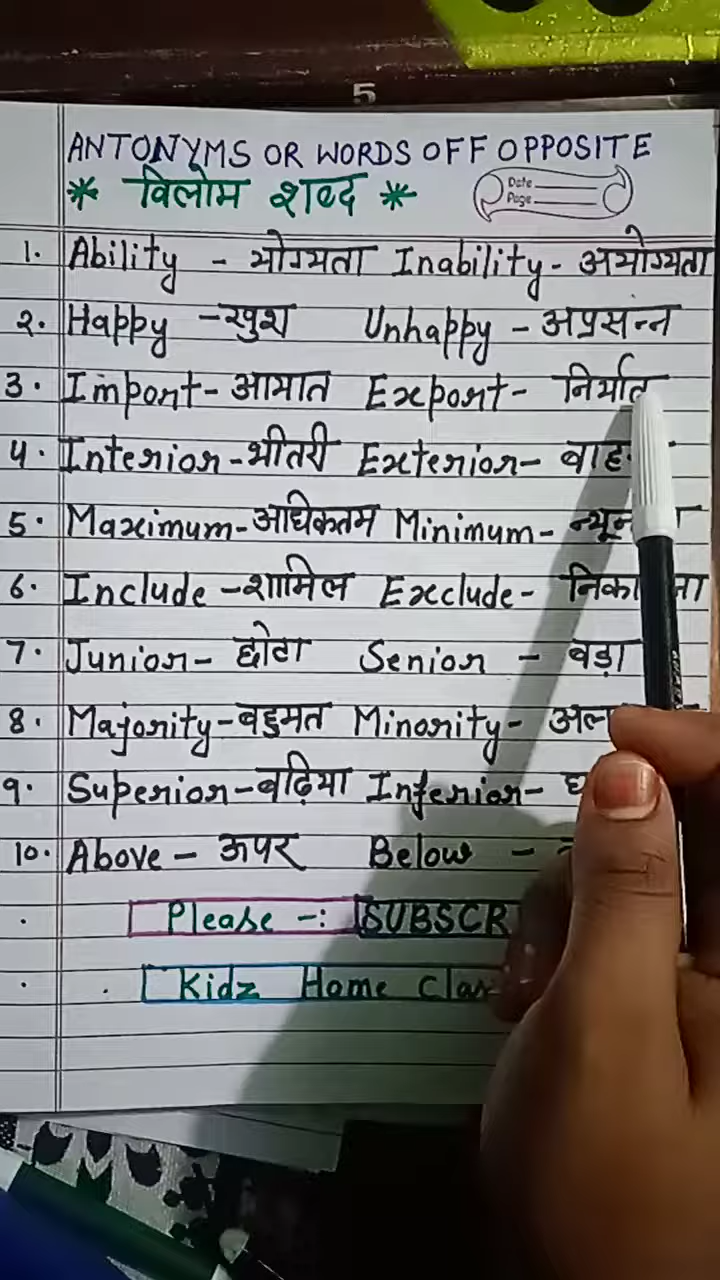 5
ANTONYMS OR WORDS OFF OPPOSITE
* विलोम शब्द *
Date
Page
1. Ability - योग्यता Inability - अयोग्यता
2. Happy - खुश Unhappy - अप्रसन्न
3. Import - आयात Export - निर्यात
4. Interior - भीतरी Exterior -
5. Maximum - अधिकतम Minimum -
6. Include - शामिल Exclude -
7. Junior - छोटा Senior - बड़ा
8. Majority - बहुमत Minority -
9. Superior - बढ़िया Inferior -
10. Above - ऊपर Below -
Please -: SUBSCR
Kidz Home Clas